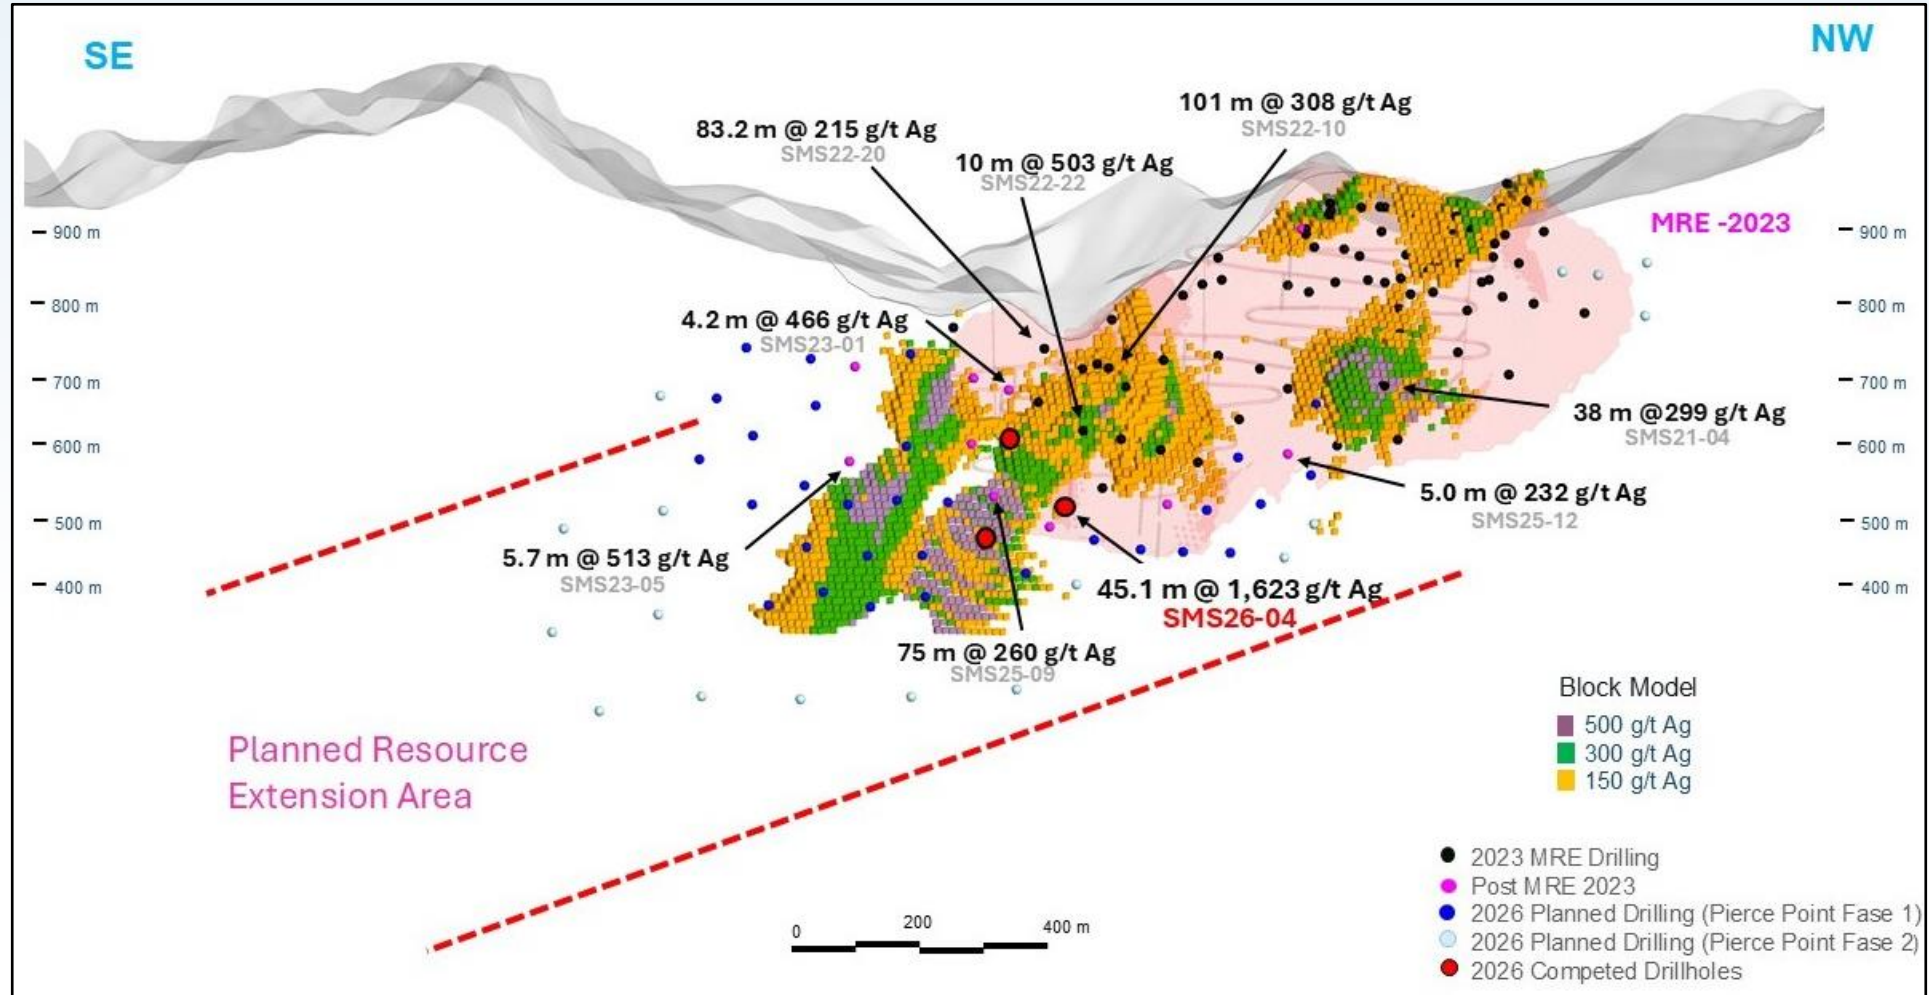 SE
NW
101 m @ 308 g/t Ag
SMS22-10
83.2 m @ 215 g/t Ag
SMS22-20
10 m @ 503 g/t Ag
SMS22-22
MRE -2023
900 m
900 m
800 m
800 m
4.2 m @ 466 g/t Ag
SMS23-01
700 m
700 m
38 m @299 g/t Ag
SMS21-04
600 m
600 m
5.0 m @ 232 g/t Ag
SMS25-12
500 m
500 m
5.7 m @ 513 g/t Ag
SMS23-05
400 m
400 m
45.1 m @ 1,623 g/t Ag
SMS26-04
75 m @ 260 g/t Ag
SMS25-09
Planned Resource
Extension Area
Block Model
500 g/t Ag
300 g/t Ag
150 g/t Ag
2023 MRE Drilling
Post MRE 2023
2026 Planned Drilling (Pierce Point Fase 1)
2026 Planned Drilling (Pierce Point Fase 2)
2026 Competed Drillholes
0 200 400 m